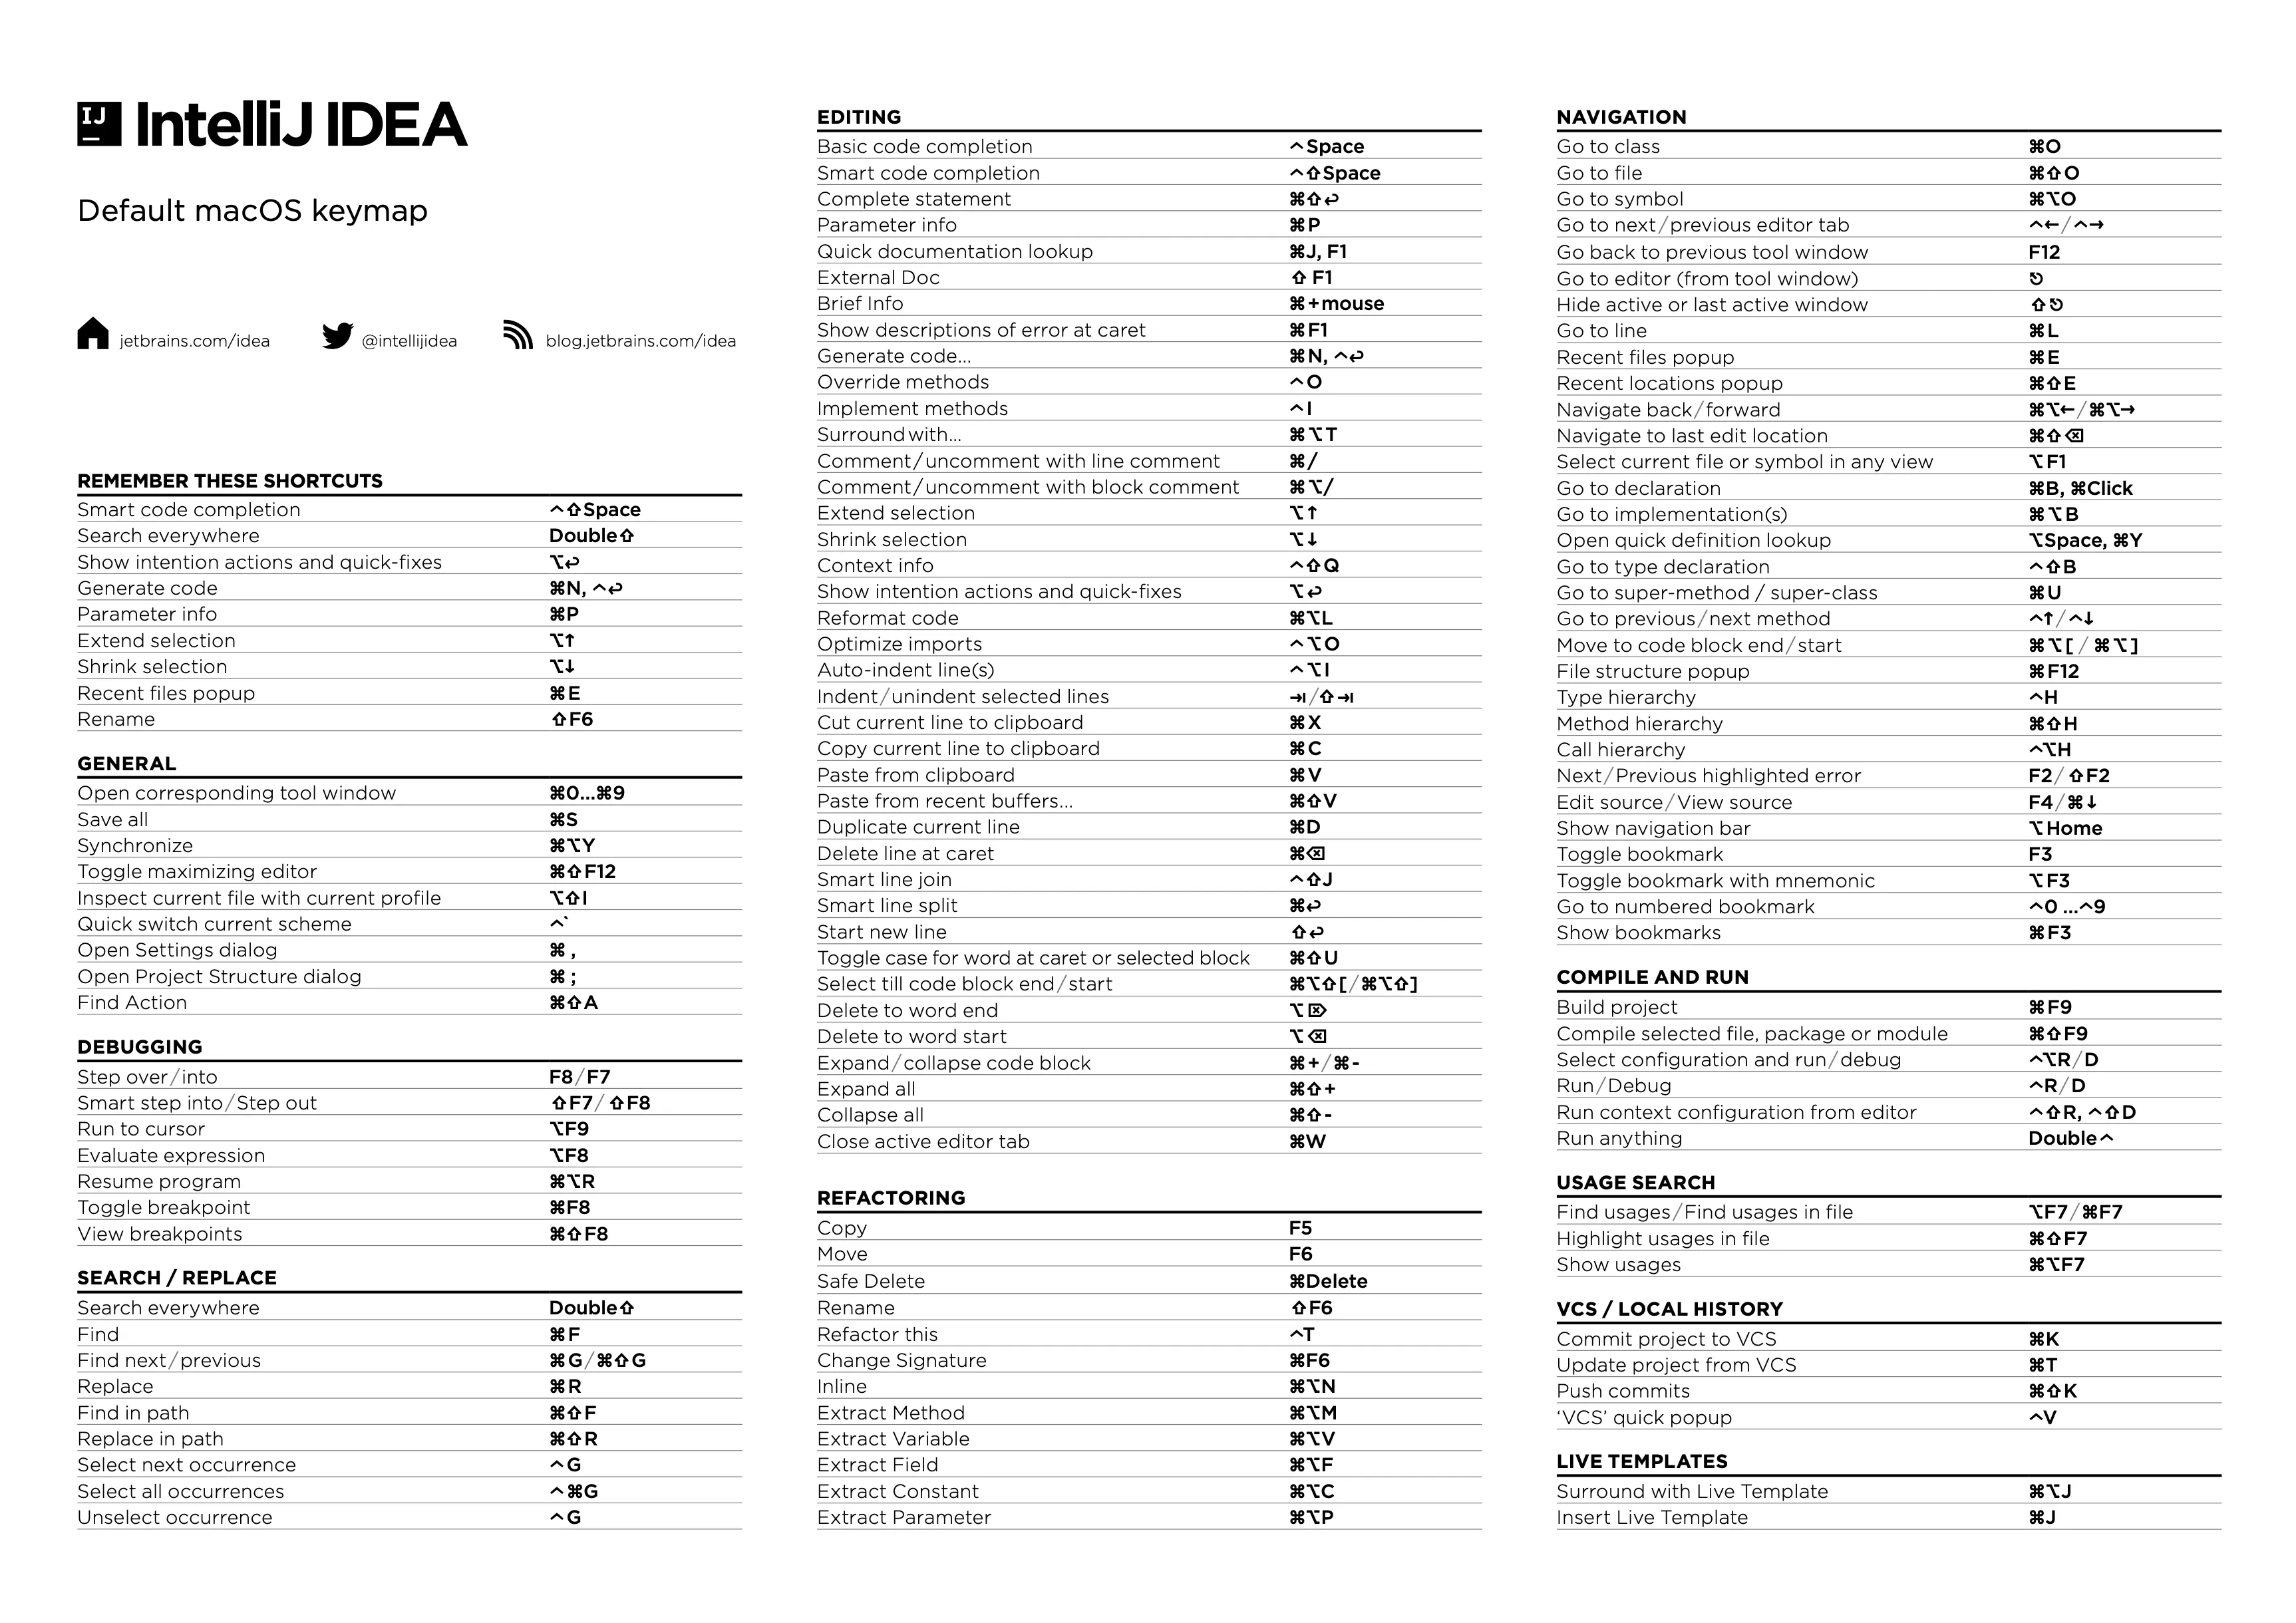 IJ IntelliJ IDEA
Default macOS keymap
jetbrains.com/idea @intellijidea blog.jetbrains.com/idea
REMEMBER THESE SHORTCUTS
Smart code completion ^⇧Space
Search everywhere Double⇧
Show intention actions and quick-fixes ⌥↩
Generate code ⌘N, ^↩
Parameter info ⌘P
Extend selection ⌥↑
Shrink selection ⌥↓
Recent files popup ⌘E
Rename ⇧F6
GENERAL
Open corresponding tool window ⌘0...⌘9
Save all ⌘S
Synchronize ⌘⌥Y
Toggle maximizing editor ⌘⇧F12
Inspect current file with current profile ⌥⇧I
Quick switch current scheme ^`
Open Settings dialog ⌘,
Open Project Structure dialog ⌘;
Find Action ⌘⇧A
DEBUGGING
Step over/into F8/F7
Smart step into/Step out ⇧F7/⇧F8
Run to cursor ⌥F9
Evaluate expression ⌥F8
Resume program ⌘⌥R
Toggle breakpoint ⌘F8
View breakpoints ⌘⇧F8
SEARCH / REPLACE
Search everywhere Double⇧
Find ⌘F
Find next/previous ⌘G/⌘⇧G
Replace ⌘R
Find in path ⌘⇧F
Replace in path ⌘⇧R
Select next occurrence ^G
Select all occurrences ^⌘G
Unselect occurrence ^G
EDITING
Basic code completion ^Space
Smart code completion ^⇧Space
Complete statement ⌘⇧↩
Parameter info ⌘P
Quick documentation lookup ⌘J, F1
External Doc ⇧F1
Brief Info ⌘+mouse
Show descriptions of error at caret ⌘F1
Generate code... ⌘N, ^↩
Override methods ^O
Implement methods ^I
Surround with... ⌘⌥T
Comment/uncomment with line comment ⌘/
Comment/uncomment with block comment ⌘⌥/
Extend selection ⌥↑
Shrink selection ⌥↓
Context info ^⇧Q
Show intention actions and quick-fixes ⌥↩
Reformat code ⌘⌥L
Optimize imports ^⌥O
Auto-indent line(s) ^⌥I
Indent/unindent selected lines ⇥/⇧⇥
Cut current line to clipboard ⌘X
Copy current line to clipboard ⌘C
Paste from clipboard ⌘V
Paste from recent buffers... ⌘⇧V
Duplicate current line ⌘D
Delete line at caret ⌘⌫
Smart line join ^⇧J
Smart line split ⌘↩
Start new line ⇧↩
Toggle case for word at caret or selected block ⌘⇧U
Select till code block end/start ⌘⌥⇧[/⌘⌥⇧]
Delete to word end ⌥⌦
Delete to word start ⌥⌫
Expand/collapse code block ⌘+/⌘-
Expand all ⌘⇧+
Collapse all ⌘⇧-
Close active editor tab ⌘W
REFACTORING
Copy F5
Move F6
Safe Delete ⌘Delete
Rename ⇧F6
Refactor this ^T
Change Signature ⌘F6
Inline ⌘⌥N
Extract Method ⌘⌥M
Extract Variable ⌘⌥V
Extract Field ⌘⌥F
Extract Constant ⌘⌥C
Extract Parameter ⌘⌥P
NAVIGATION
Go to class ⌘O
Go to file ⌘⇧O
Go to symbol ⌘⌥O
Go to next/previous editor tab ^←/^→
Go back to previous tool window F12
Go to editor (from tool window) ⎋
Hide active or last active window ⇧⎋
Go to line ⌘L
Recent files popup ⌘E
Recent locations popup ⌘⇧E
Navigate back/forward ⌘⌥←/⌘⌥→
Navigate to last edit location ⌘⇧⌫
Select current file or symbol in any view ⌥F1
Go to declaration ⌘B, ⌘Click
Go to implementation(s) ⌘⌥B
Open quick definition lookup ⌥Space, ⌘Y
Go to type declaration ^⇧B
Go to super-method / super-class ⌘U
Go to previous/next method ^↑/^↓
Move to code block end/start ⌘⌥[ / ⌘⌥]
File structure popup ⌘F12
Type hierarchy ^H
Method hierarchy ⌘⇧H
Call hierarchy ^⌥H
Next/Previous highlighted error F2/⇧F2
Edit source/View source F4/⌘↓
Show navigation bar ⌥Home
Toggle bookmark F3
Toggle bookmark with mnemonic ⌥F3
Go to numbered bookmark ^0 ...^9
Show bookmarks ⌘F3
COMPILE AND RUN
Build project ⌘F9
Compile selected file, package or module ⌘⇧F9
Select configuration and run/debug ^⌥R/D
Run/Debug ^R/D
Run context configuration from editor ^⇧R, ^⇧D
Run anything Double^
USAGE SEARCH
Find usages/Find usages in file ⌥F7/⌘F7
Highlight usages in file ⌘⇧F7
Show usages ⌘⌥F7
VCS / LOCAL HISTORY
Commit project to VCS ⌘K
Update project from VCS ⌘T
Push commits ⌘⇧K
‘VCS’ quick popup ^V
LIVE TEMPLATES
Surround with Live Template ⌘⌥J
Insert Live Template ⌘J